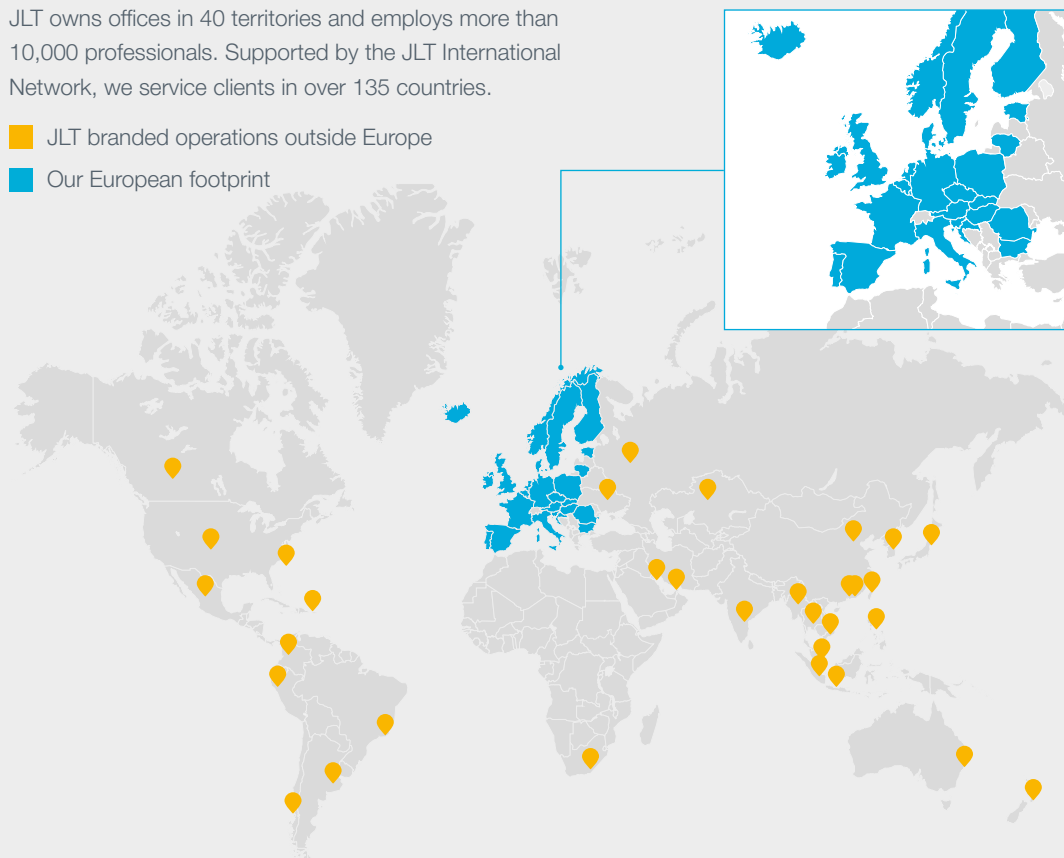 JLT owns offices in 40 territories and employs more than
10,000 professionals. Supported by the JLT International
Network, we service clients in over 135 countries.
JLT branded operations outside Europe
Our European footprint